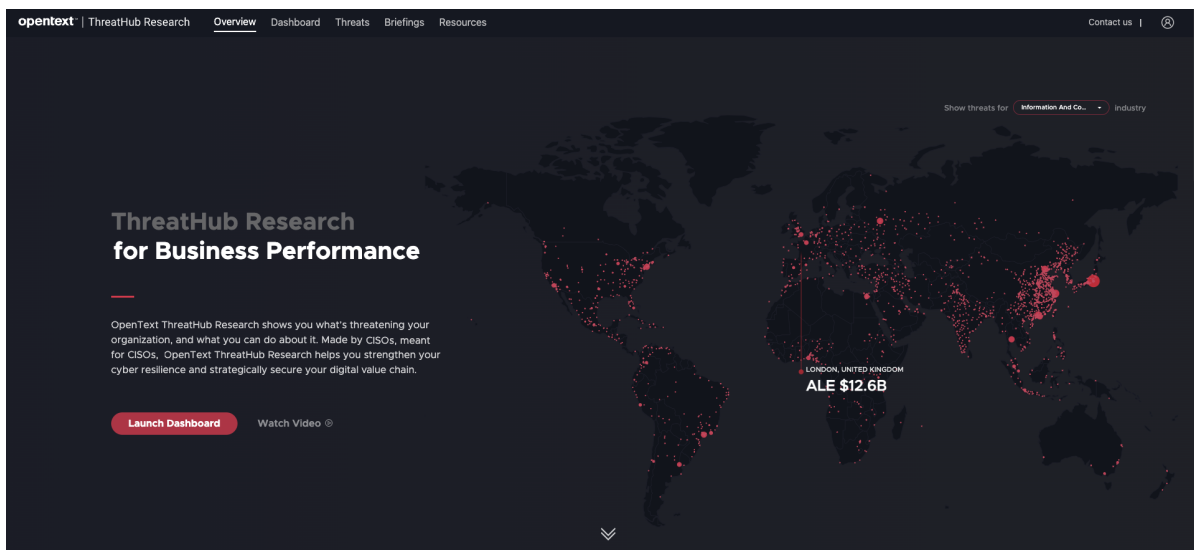 opentext™ | ThreatHub Research Overview Dashboard Threats Briefings Resources Contact us |
Show threats for Information And Co... industry
ThreatHub Research
for Business Performance
OpenText ThreatHub Research shows you what's threatening your
organization, and what you can do about it. Made by CISOs, meant
for CISOs, OpenText ThreatHub Research helps you strengthen your
cyber resilience and strategically secure your digital value chain.
LONDON, UNITED KINGDOM
ALE $12.6B
Launch Dashboard Watch Video